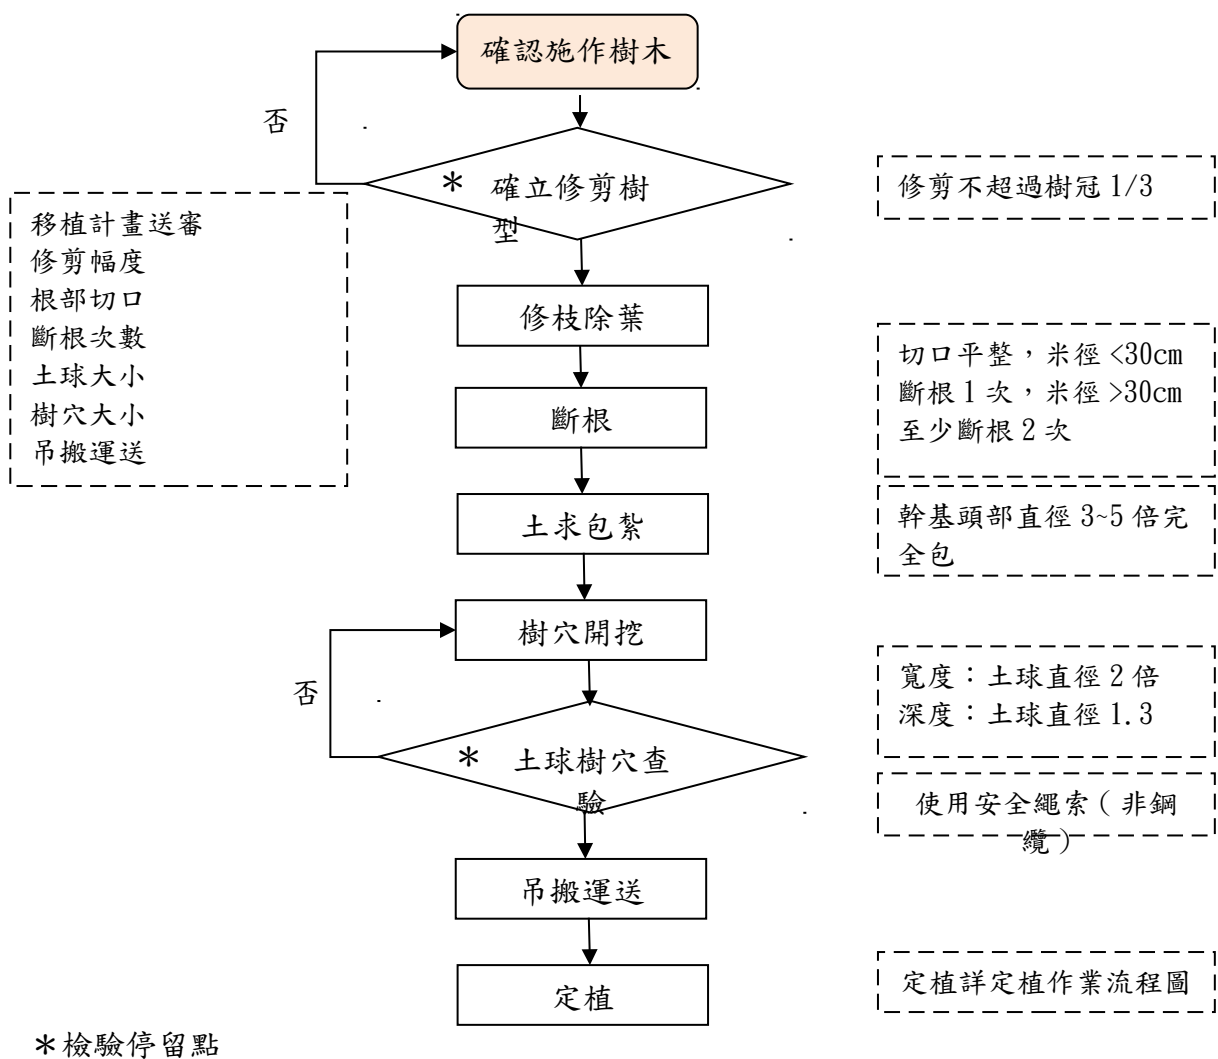 確認施作樹木
否
＊ 確立修剪樹
型
修剪不超過樹冠 1/3
移植計畫送審
修剪幅度
根部切口
斷根次數
土球大小
樹穴大小
吊搬運送
修枝除葉
切口平整，米徑 <30cm
斷根 1 次，米徑 >30cm
至少斷根 2 次
斷根
土求包紮
幹基頭部直徑 3~5 倍完
全包
樹穴開挖
否
寬度：土球直徑 2 倍
深度：土球直徑 1.3
＊ 土球樹穴查
驗
使用安全繩索（非鋼
纜）
吊搬運送
定植
定植詳定植作業流程圖
＊檢驗停留點